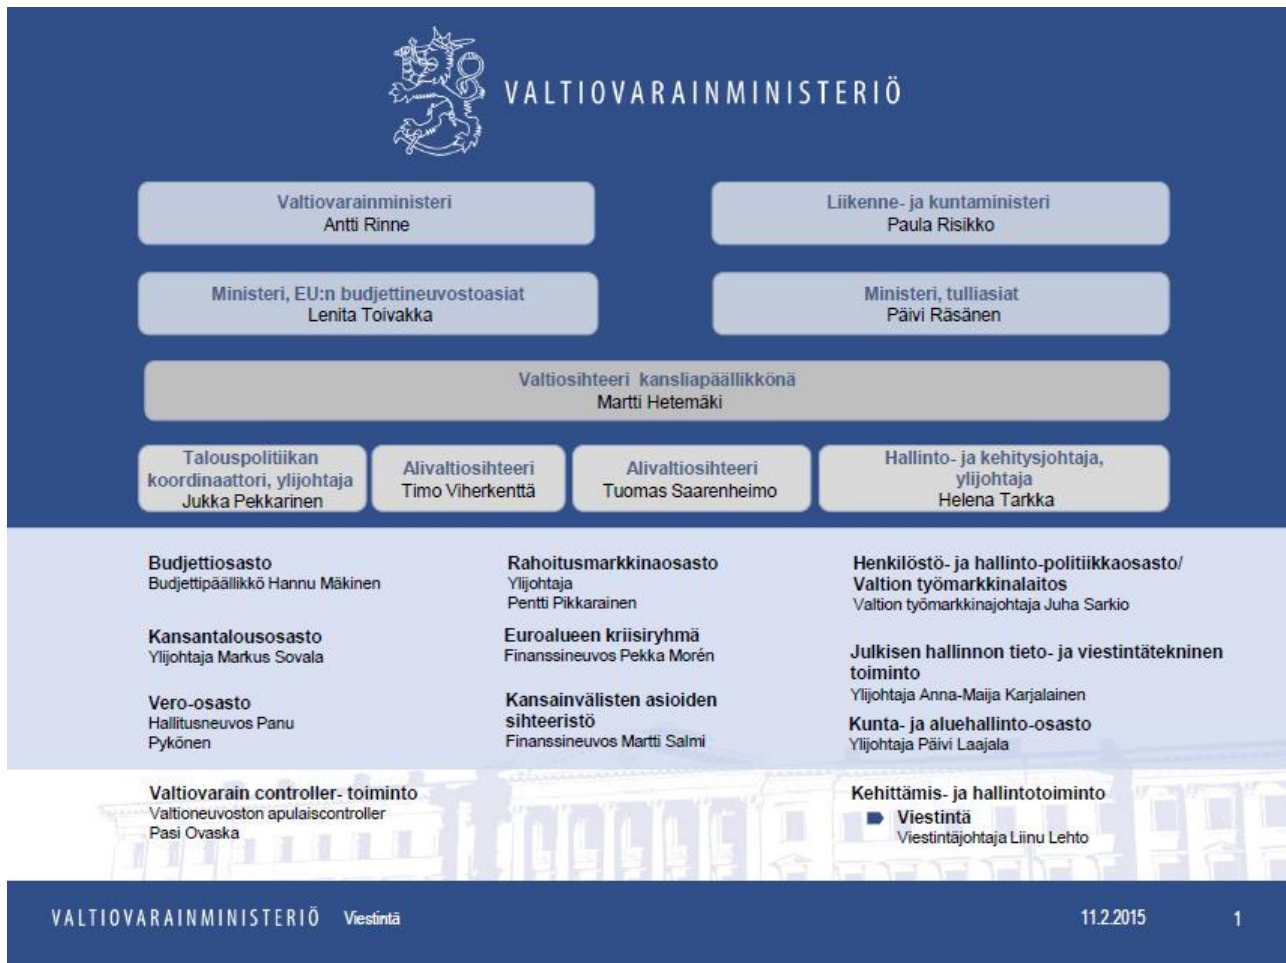 VALTIOVARAINMINISTERIÖ
Valtiovarainministeri
Antti Rinne
Liikenne- ja kuntaministeri
Paula Risikko
Ministeri, EU:n budjettineuvostoasiat
Lenita Toivakka
Ministeri, tulliasiat
Päivi Räsänen
Valtiosihteeri kansliapäällikkönä
Martti Hetemäki
Talouspolitiikan
koordinaattori, ylijohtaja
Jukka Pekkarinen
Alivaltiosihteeri
Timo Viherkenttä
Alivaltiosihteeri
Tuomas Saarenheimo
Hallinto- ja kehitysjohtaja,
ylijohtaja
Helena Tarkka
Budjettiosasto
Budjettipäällikkö Hannu Mäkinen
Kansantalousosasto
Ylijohtaja Markus Sovala
Vero-osasto
Hallitusneuvos Panu
Pykönen
Rahoitusmarkkinaosasto
Ylijohtaja
Pentti Pikkarainen
Euroalueen kriisiryhmä
Finanssineuvos Pekka Morén
Kansainvälisten asioiden
sihteeristö
Finanssineuvos Martti Salmi
Henkilöstö- ja hallinto-politiikkaosasto/
Valtion työmarkkinalaitos
Valtion työmarkkinajohtaja Juha Sarkio
Julkisen hallinnon tieto- ja viestintätekninen
toiminto
Ylijohtaja Anna-Maija Karjalainen
Kunta- ja aluehallinto-osasto
Ylijohtaja Päivi Laajala
Valtiovarain controller- toiminto
Valtioneuvoston apulaiscontroller
Pasi Ovaska
Kehittämis- ja hallintotoiminto
Viestintä
Viestintäjohtaja Liinu Lehto
VALTIOVARAINMINISTERIÖ Viestintä
11.2.2015
1